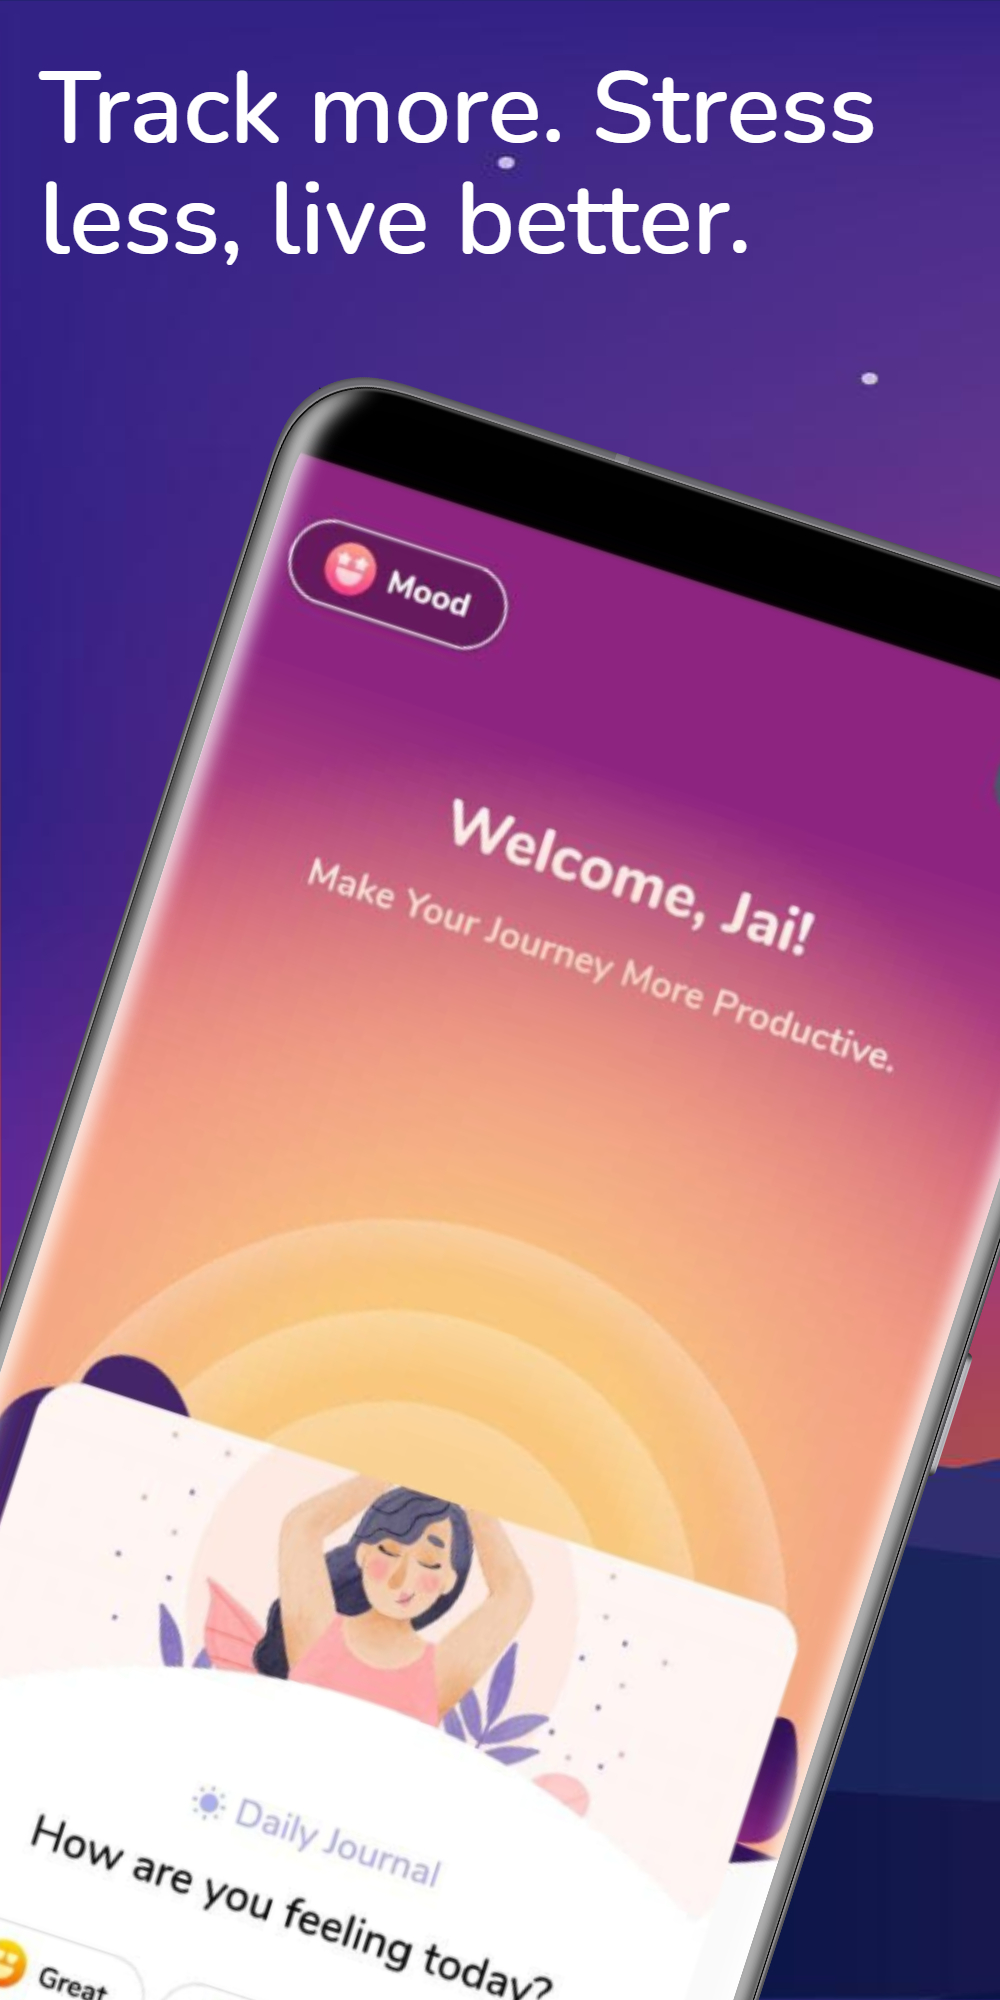 Track more. Stress
less, live better.
Mood
Welcome, Jai!
Make Your Journey More Productive.
Daily Journal
How are you feeling today?
Great